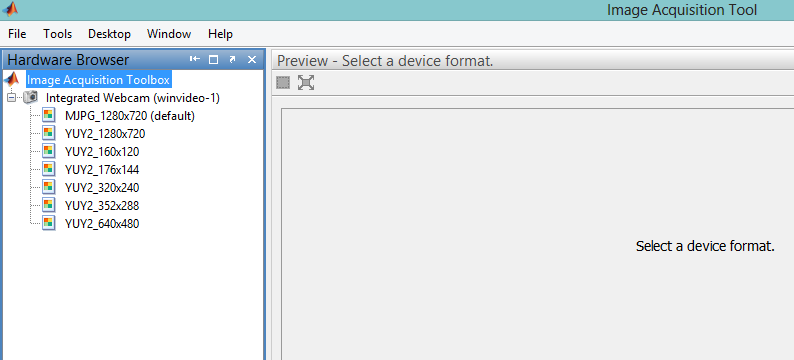 Image Acquisition Tool
File Tools Desktop Window Help
Hardware Browser
Image Acquisition Toolbox
Integrated Webcam (winvideo-1)
MJPG_1280x720 (default)
YUY2_1280x720
YUY2_160x120
YUY2_176x144
YUY2_320x240
YUY2_352x288
YUY2_640x480
Preview - Select a device format.
Select a device format.